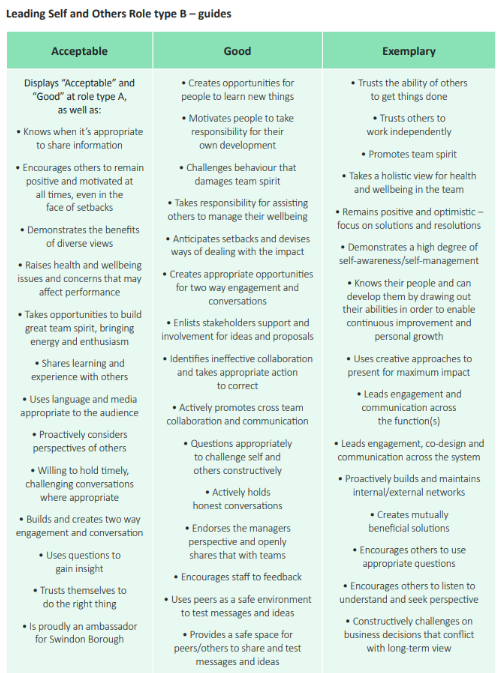 Leading Self and Others Role type B – guides
Acceptable
Displays “Acceptable” and
“Good” at role type A,
as well as:
• Knows when it’s appropriate
to share information
• Encourages others to remain
positive and motivated at
all times, even in the
face of setbacks
• Demonstrates the benefits
of diverse views
• Raises health and wellbeing
issues and concerns that may
affect performance
• Takes opportunities to build
great team spirit, bringing
energy and enthusiasm
• Shares learning and
experience with others
• Uses language and media
appropriate to the audience
• Proactively considers
perspectives of others
• Willing to hold timely,
challenging conversations
where appropriate
• Builds and creates two way
engagement and conversation
• Uses questions to
gain insight
• Trusts themselves to
do the right thing
• Is proudly an ambassador
for Swindon Borough
Good
• Creates opportunities for
people to learn new things
• Motivates people to take
responsibility for their
own development
• Challenges behaviour that
damages team spirit
• Takes responsibility for assisting
others to manage their wellbeing
• Anticipates setbacks and devises
ways of dealing with the impact
• Creates appropriate opportunities
for two way engagement and
conversations
• Enlists stakeholders support and
involvement for ideas and proposals
• Identifies ineffective collaboration
and takes appropriate action
to correct
• Actively promotes cross team
collaboration and communication
• Questions appropriately
to challenge self and
others constructively
• Actively holds
honest conversations
• Endorses the managers
perspective and openly
shares that with teams
• Encourages staff to feedback
• Uses peers as a safe environment
to test messages and ideas
• Provides a safe space for
peers/others to share and test
messages and ideas
Exemplary
• Trusts the ability of others
to get things done
• Trusts others to
work independently
• Promotes team spirit
• Takes a holistic view for health
and wellbeing in the team
• Remains positive and optimistic –
focus on solutions and resolutions
• Demonstrates a high degree of
self-awareness/self-management
• Knows their people and can
develop them by drawing out
their abilities in order to enable
continuous improvement and
personal growth
• Uses creative approaches to
present for maximum impact
• Leads engagement and
communication across
the function(s)
• Leads engagement, co-design and
communication across the system
• Proactively builds and maintains
internal/external networks
• Creates mutually
beneficial solutions
• Encourages others to use
appropriate questions
• Encourages others to listen to
understand and seek perspective
• Constructively challenges on
business decisions that conflict
with long-term view